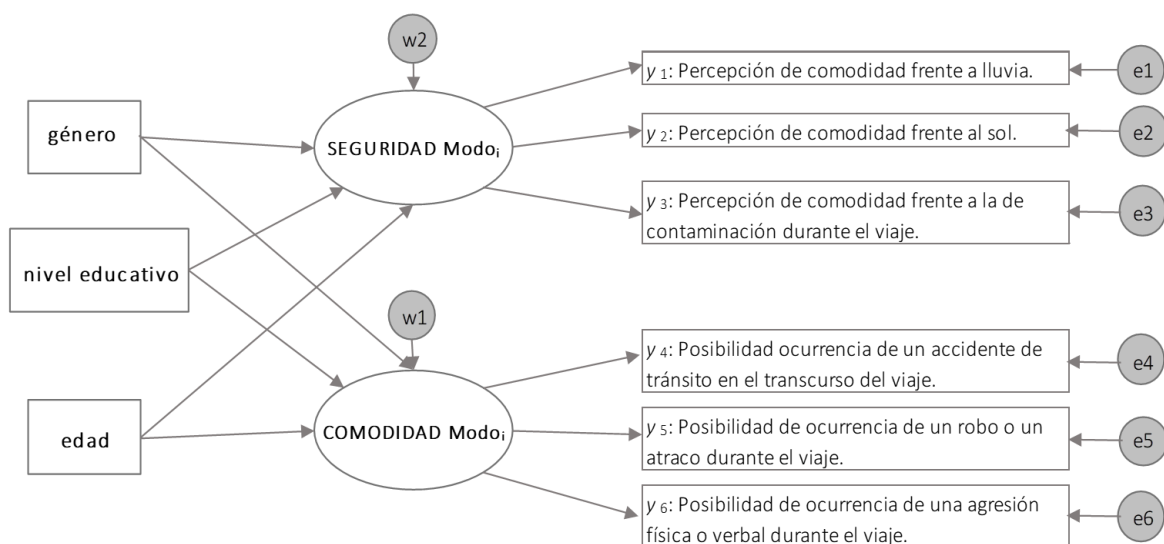 w2
género
SEGURIDAD Modoi
y 1: Percepción de comodidad frente a lluvia.
e1
y 2: Percepción de comodidad frente al sol.
e2
y 3: Percepción de comodidad frente a la de
contaminación durante el viaje.
e3
nivel educativo
w1
edad
COMODIDAD Modoi
y 4: Posibilidad ocurrencia de un accidente de
tránsito en el transcurso del viaje.
e4
y 5: Posibilidad de ocurrencia de un robo o un
atraco durante el viaje.
e5
y 6: Posibilidad de ocurrencia de una agresión
física o verbal durante el viaje.
e6